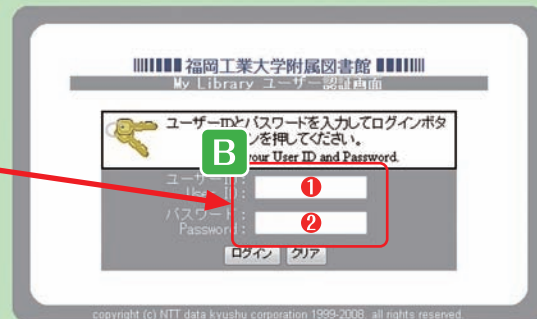 福岡工業大学附属図書館
My Library ユーザー認証画面
ユーザーIDとパスワードを入力してログインボタ
ンを押してください。
B
your User ID and Password.
ユーザーID:
User ID:
❶
パスワード:
Password:
❷
ログイン クリア
copyright (c) NTT data kyushu corporation 1999-2008, all rights reserved.